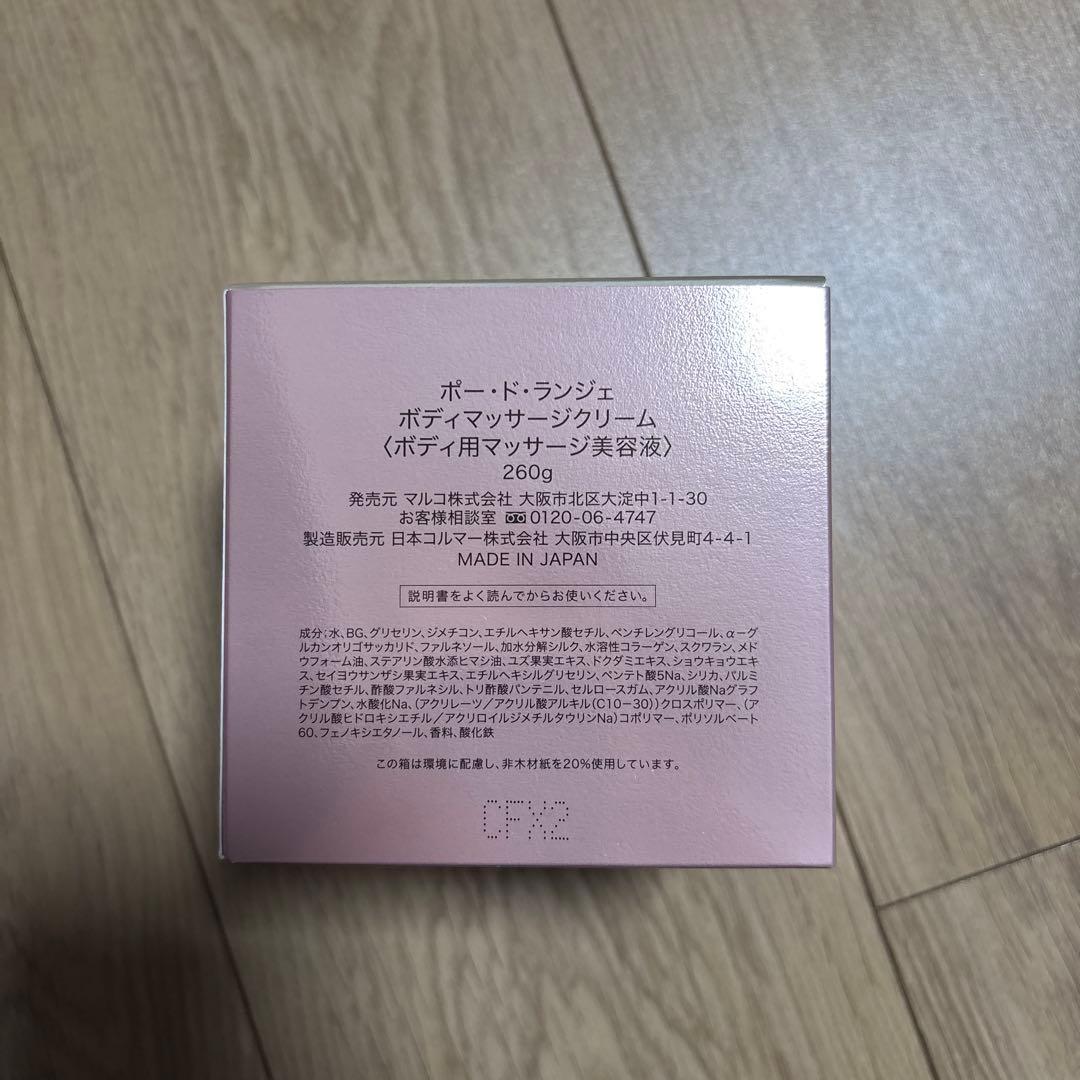 ポー・ド・ランジェ
ボディマッサージクリーム
〈ボディ用マッサージ美容液〉
260g
発売元 マルコ株式会社 大阪市北区大淀中1-1-30
お客様相談室 0120-06-4747
製造販売元 日本コルマー株式会社 大阪市中央区伏見町4-4-1
MADE IN JAPAN
説明書をよく読んでからお使いください。
成分;水、BG、グリセリン、ジメチコン、エチルヘキサン酸セチル、ペンチレングリコール、α-グ
ルカンオリゴサッカリド、ファルネソール、加水分解シルク、水溶性コラーゲン、スクワラン、メド
ウフォーム油、ステアリン酸水添ヒマシ油、ユズ果実エキス、ドクダミエキス、ショウキョウエキ
ス、セイヨウサンザシ果実エキス、エチルヘキシルグリセリン、ペンテト酸5Na、シリカ、パルミ
チン酸セチル、酢酸ファルネシル、トリ酢酸パンテニル、セルロースガム、アクリル酸Naグラフ
トデンプン、水酸化Na、(アクリレーツ/アクリル酸アルキル(C10-30))クロスポリマー、(ア
クリル酸ヒドロキシエチル/アクリロイルジメチルタウリンNa)コポリマー、ポリソルベート
60、フェノキシエタノール、香料、酸化鉄
この箱は環境に配慮し、非木材紙を20%使用しています。
CFX2